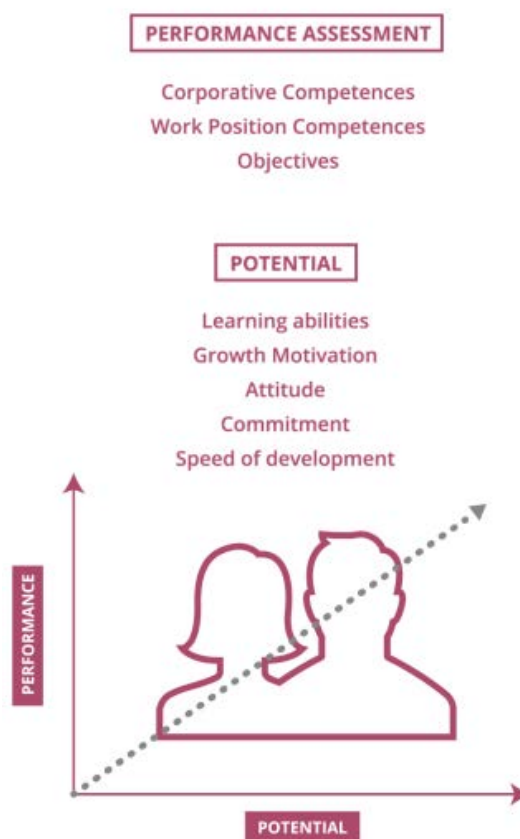 PERFORMANCE ASSESSMENT
Corporative Competences
Work Position Competences
Objectives
POTENTIAL
Learning abilities
Growth Motivation
Attitude
Commitment
Speed of development
PERFORMANCE
POTENTIAL